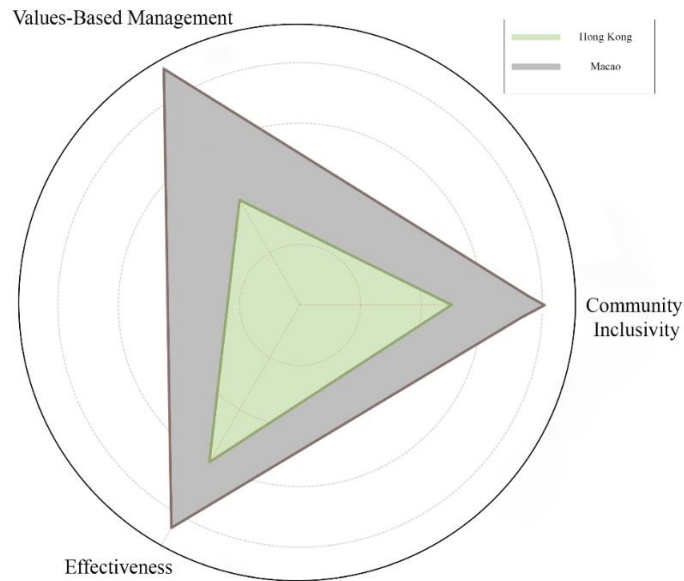 Values-Based Management
Hong Kong
Macao
Community
Inclusivity
Effectiveness